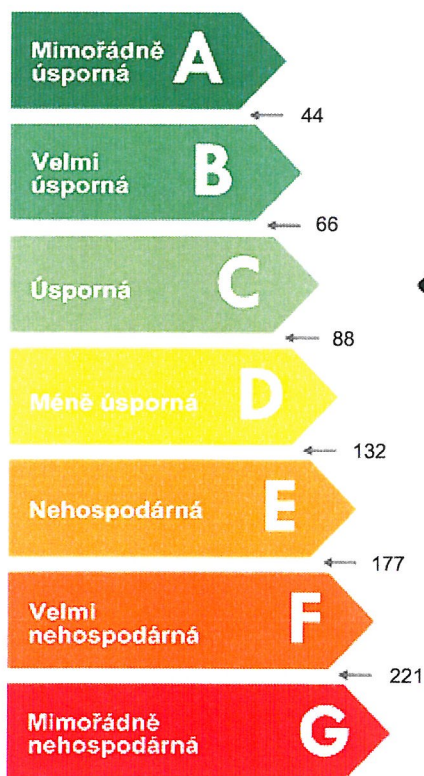 Mimořádně
úsporná
A
44
Velmi
úsporná
B
66
Úsporná
C
88
Méně úsporná
D
132
Nehospodárná
E
177
Velmi
nehospodárná
F
221
Mimořádně
nehospodárná
G